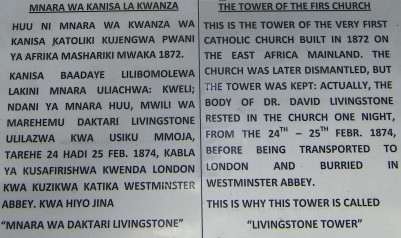 MNARA WA KANISA LA KWANZA
HUU NI MNARA WA KWANZA WA
KANISA KATOLIKI KUJENGWA PWANI
YA AFRIKA MASHARIKI MWAKA 1872.
KANISA BAADAYE LILIBOMOLEWA
LAKINI MNARA ULIACHWA: KWELI;
NDANI YA MNARA HUU, MWILI WA
MAREHEMU DAKTARI LIVINGSTONE
ULILAZWA KWA USIKU MMOJA,
TAREHE 24 HADI 25 FEB. 1874, KABLA
YA KUSAFIRISHWA KWENDA LONDON
KWA KUZIKWA KATIKA WESTMINSTER
ABBEY. KWA HIYO JINA
"MNARA WA DAKTARI LIVINGSTONE"
THE TOWER OF THE FIRS CHURCH
THIS IS THE TOWER OF THE VERY FIRST
CATHOLIC CHURCH BUILT IN 1872 ON
THE EAST AFRICA MAINLAND. THE
CHURCH WAS LATER DISMANTLED, BUT
THE TOWER WAS KEPT: ACTUALLY, THE
BODY OF DR. DAVID LIVINGSTONE
RESTED IN THE CHURCH ONE NIGHT,
FROM THE 24TH – 25TH FEBR. 1874,
BEFORE BEING TRANSPORTED TO
LONDON AND BURRIED IN
WESTMINSTER ABBEY.
THIS IS WHY THIS TOWER IS CALLED
"LIVINGSTONE TOWER"